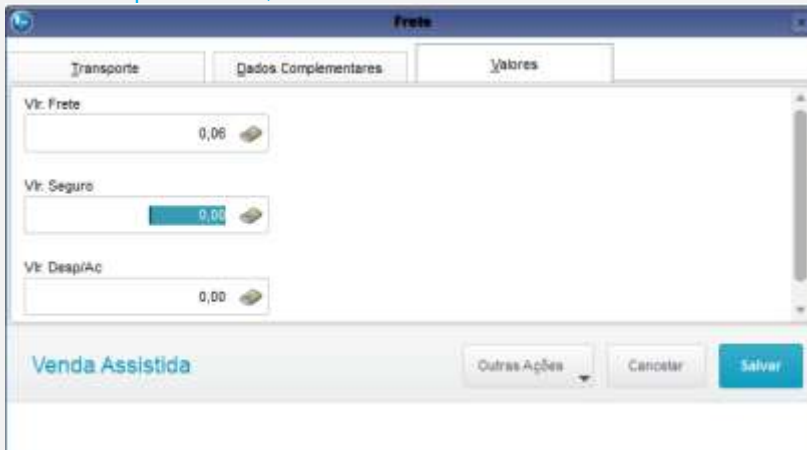 Frete
Transporte
Dados Complementares
Valores
Vlr. Frete
0,06
Vlr. Seguro
0,00
Vlr. Desp/Ac
0,00
Venda Assistida
Outras Ações
Cancelar
Salvar